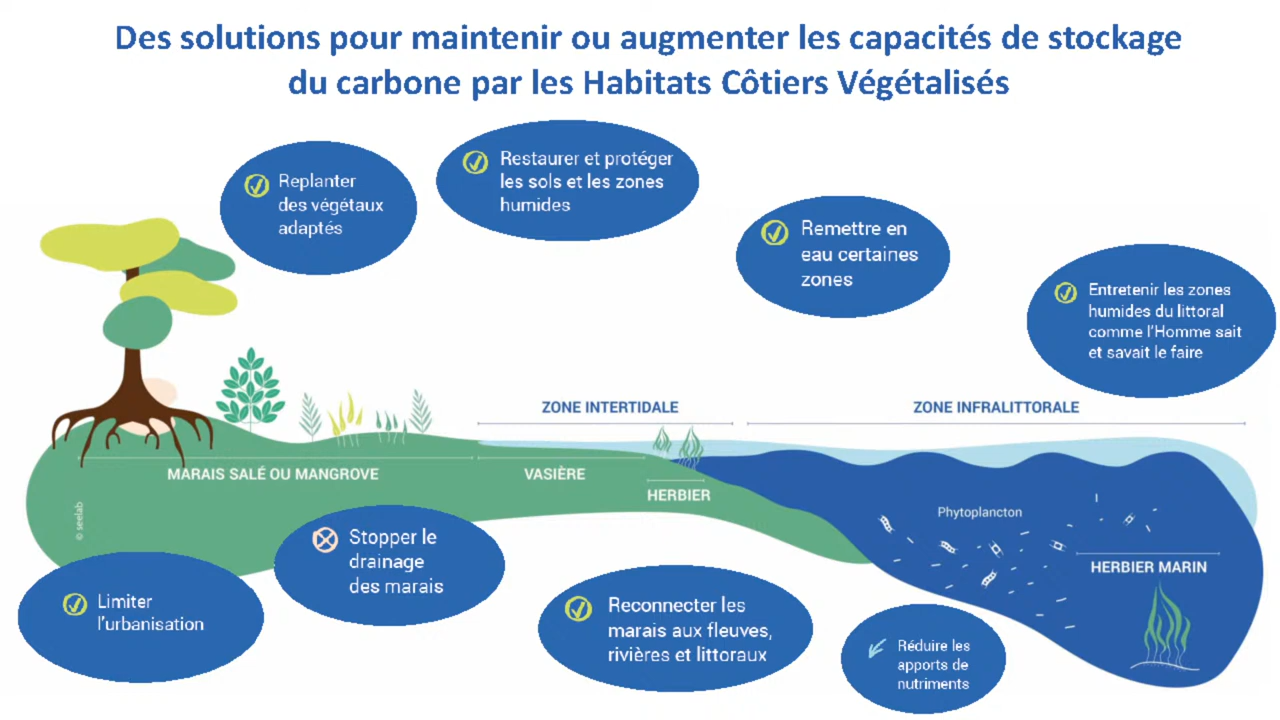 Des solutions pour maintenir ou augmenter les capacités de stockage
du carbone par les Habitats Côtiers Végétalisés
Replanter
des végétaux
adaptés
Restaurer et protéger
les sols et les zones
humides
Remettre en
eau certaines
zones
Entretenir les zones
humides du littoral
comme l'Homme sait
et savait le faire
ZONE INTERTIDALE
ZONE INFRALITTORALE
MARAIS SALÉ OU MANGROVE
VASIÈRE
HERBIER
© seelab
Phytoplancton
HERBIER MARIN
Stopper le
drainage
des marais
Limiter
l'urbanisation
Reconnecter les
marais aux fleuves,
rivières et littoraux
Réduire les
apports de
nutriments